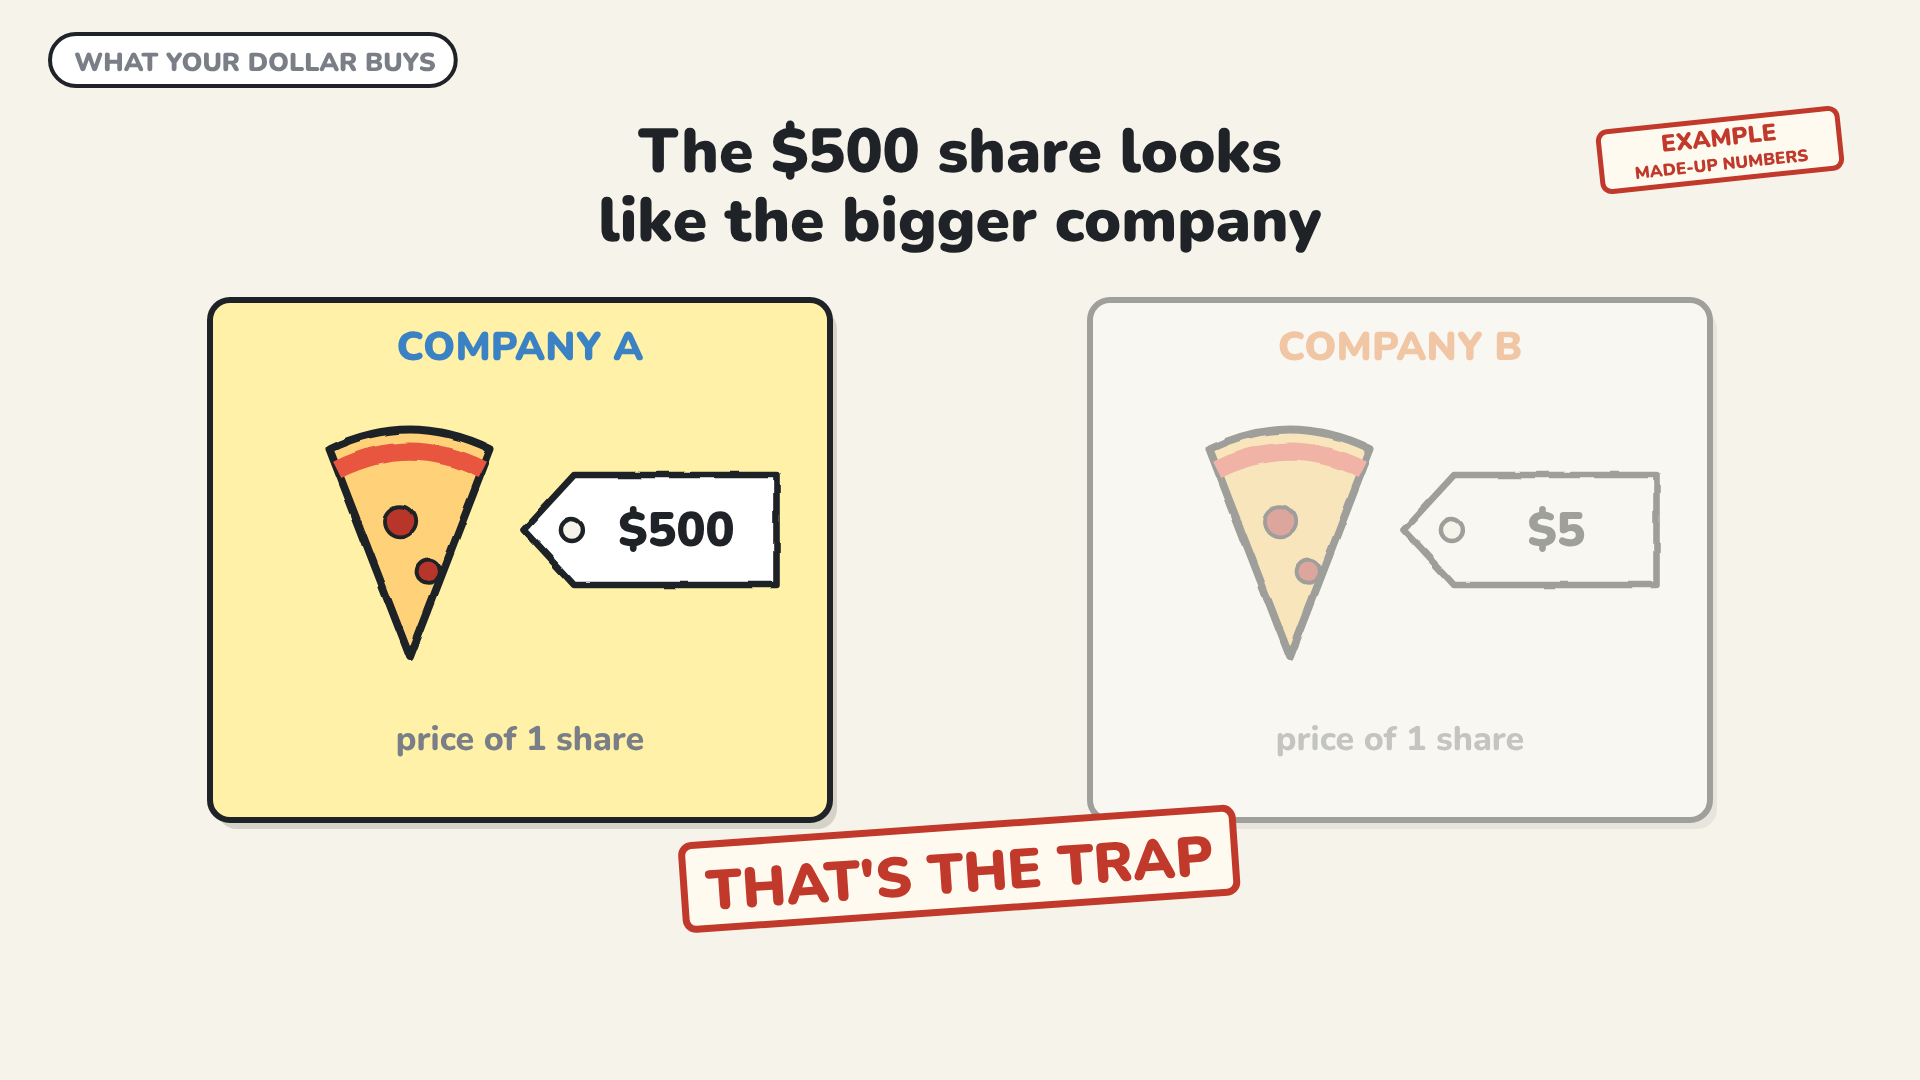 WHAT YOUR DOLLAR BUYS
The $500 share looks
like the bigger company
EXAMPLE
MADE-UP NUMBERS
COMPANY A
$500
price of 1 share
COMPANY B
$5
price of 1 share
THAT'S THE TRAP